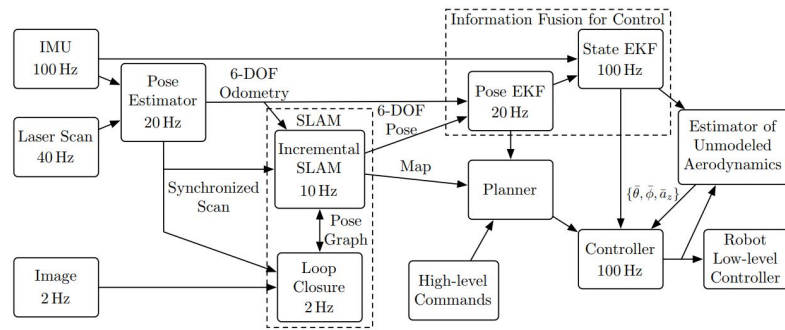 Information Fusion for Control
IMU
100 Hz
State EKF
100 Hz
Pose
Estimator
20 Hz
6-DOF
Odometry
Pose EKF
20 Hz
6-DOF
Pose
Laser Scan
40 Hz
SLAM
Incremental
SLAM
10 Hz
Map
Estimator of
Unmodeled
Aerodynamics
Synchronized
Scan
Planner
{θ̄, φ̄, ā_z}
Pose
Graph
Controller
100 Hz
Robot
Low-level
Controller
Image
2 Hz
Loop
Closure
2 Hz
High-level
Commands